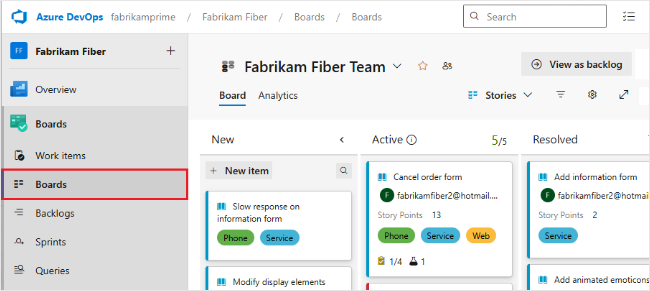 Azure DevOps fabrikamprime / Fabrikam Fiber / Boards / Boards
Search
FF Fabrikam Fiber +
Overview
Boards
Work items
Boards
Backlogs
Sprints
Queries
Fabrikam Fiber Team
View as backlog
Board Analytics
Stories
New
+ New item
Slow response on
information form
Phone Service
Modify display elements
Active 5/5
Cancel order form
F fabrikamfiber2@hotmail....
Story Points 13
Phone Service Web
1/4 1
Resolved
Add information form
F fabrikamfiber2@hotmail.
Story Points 2
Service
Add animated emoticons